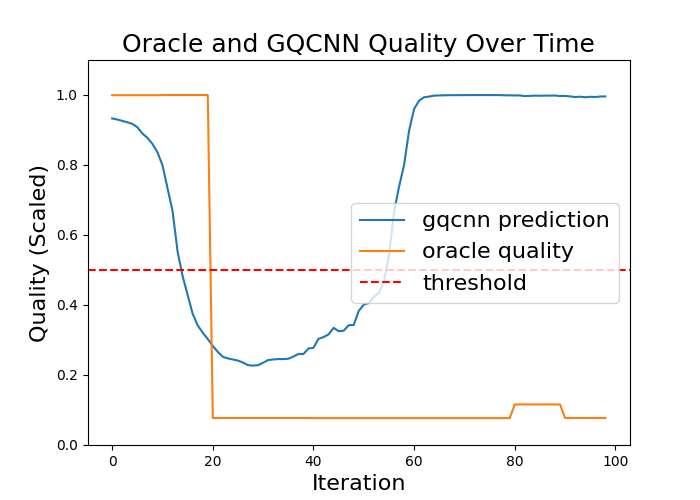 Oracle and GQCNN Quality Over Time
Quality (Scaled)
1.0
0.8
0.6
0.4
0.2
0.0
gqcnn prediction
oracle quality
threshold
0 20 40 60 80 100
Iteration